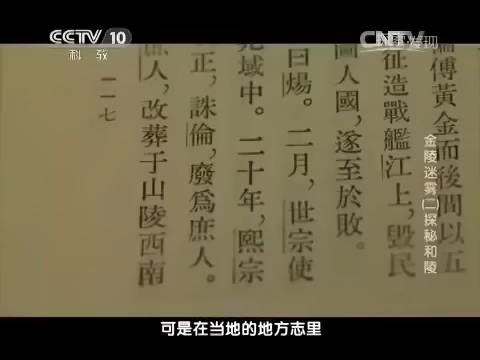 CCTV 10
科教
CNTV
傅黃金而後間以五
征造戰艦江上，毀民
圖人國，遂至於敗。
曰煬。二月，世宗使
域中。二十年，熙宗
正，誅倫，廢爲庶人。
人，改葬于山陵西南
一一七
金陵迷雾(二)探秘和陵
可是在当地的地方志里